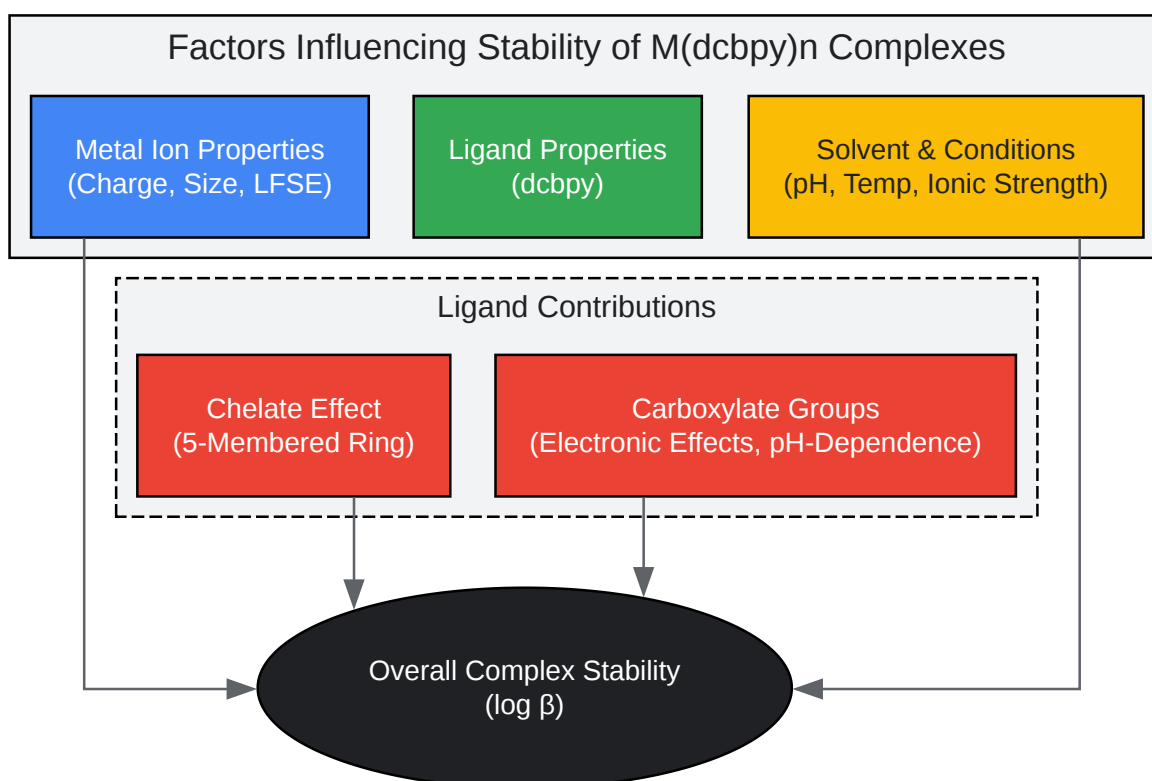 Factors Influencing Stability of M(dcbpy)n Complexes
Metal Ion Properties
(Charge, Size, LFSE)
Ligand Properties
(dcbpy)
Solvent & Conditions
(pH, Temp, Ionic Strength)
Ligand Contributions
Chelate Effect
(5-Membered Ring)
Carboxylate Groups
(Electronic Effects, pH-Dependence)
Overall Complex Stability
(log β)